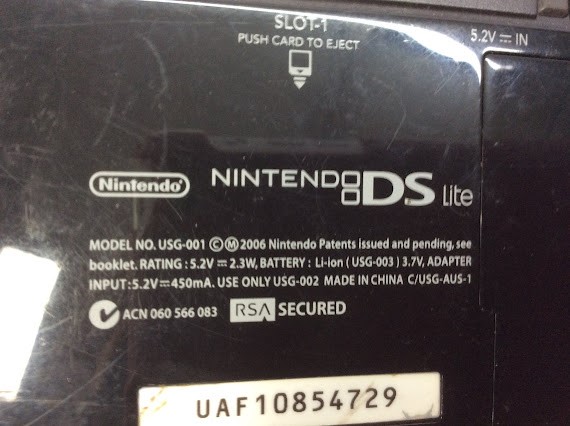 SLOT-1
PUSH CARD TO EJECT
5.2V ⎓ IN
Nintendo
NINTENDO DS Lite
MODEL NO. USG-001 ©Ⓜ2006 Nintendo Patents issued and pending, see
booklet. RATING : 5.2V ⎓ 2.3W, BATTERY : Li-ion ( USG-003 ) 3.7V, ADAPTER
INPUT:5.2V⎓450mA. USE ONLY USG-002 MADE IN CHINA C/USG-AUS-1
ACN 060 566 083 RSA SECURED
UAF10854729